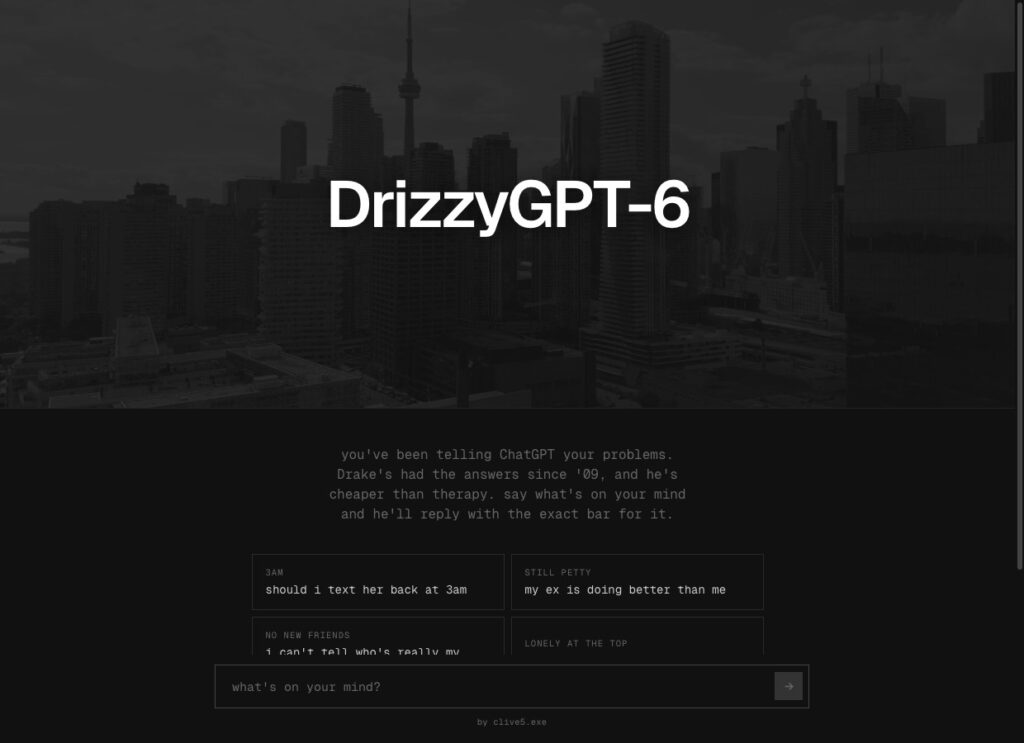 DrizzyGPT-6
you've been telling ChatGPT your problems.
Drake's had the answers since '09, and he's
cheaper than therapy. say what's on your mind
and he'll reply with the exact bar for it.
3AM
should i text her back at 3am
STILL PETTY
my ex is doing better than me
NO NEW FRIENDS
i can't tell who's really my
LONELY AT THE TOP
what's on your mind?
→
by clive5.exe